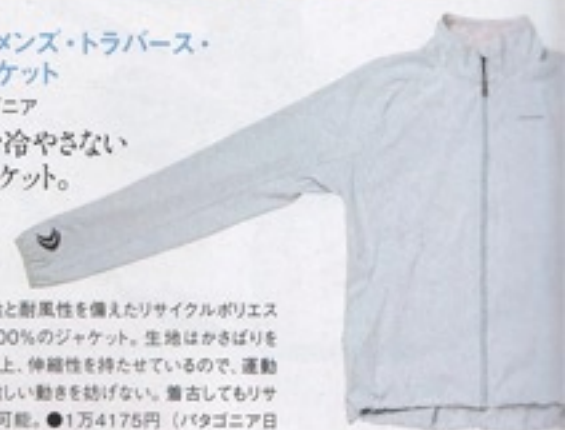 メンズ・トラバース・
ケット
ニア
冷やさない
ケット。
と耐風性を備えたリサイクルポリエス
00%のジャケット。生地はかさばりを
上、伸縮性を持たせているので、運動
しい動きを妨げない。着古してもリサ
可能。●1万4175円（パタゴニア日